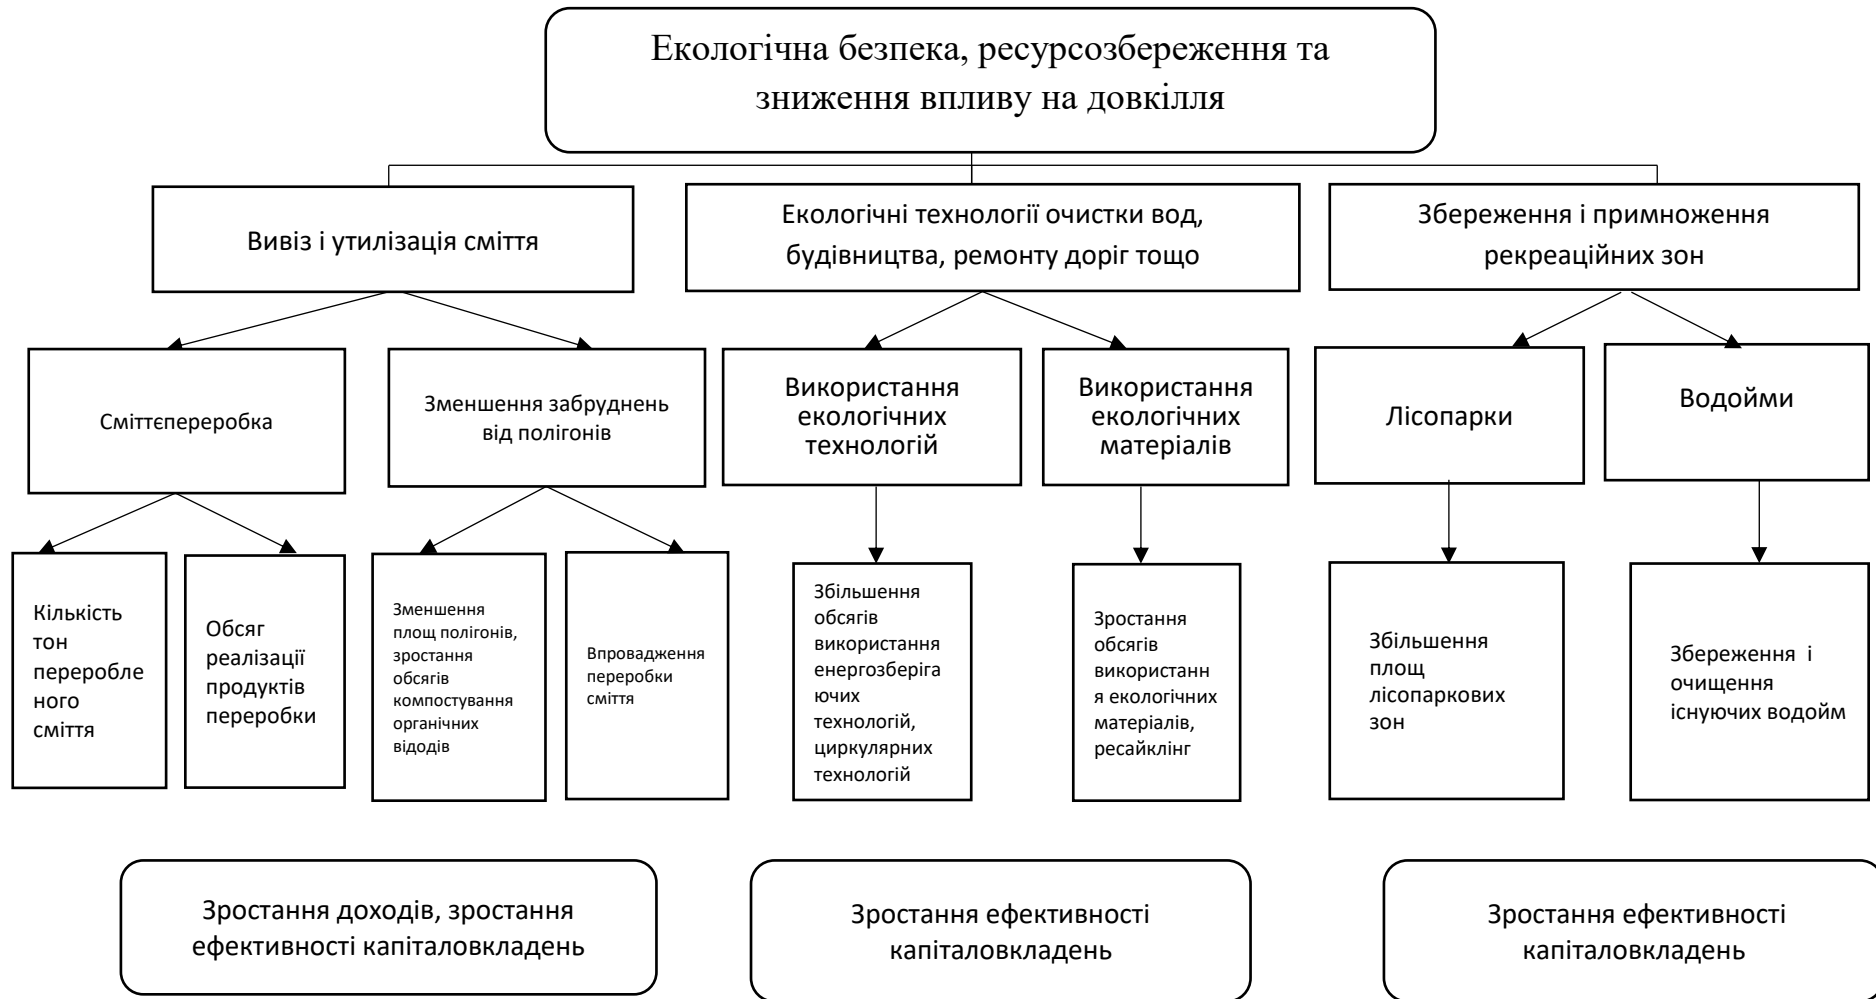 Екологічна безпека, ресурсозбереження та
зниження впливу на довкілля
Вивіз і утилізація сміття
Екологічні технології очистки вод,
будівництва, ремонту доріг тощо
Збереження і примноження
рекреаційних зон
Сміттєпереробка
Зменшення забруднень
від полігонів
Використання
екологічних
технологій
Використання
екологічних
матеріалів
Лісопарки
Водойми
Кількість
тон
переробле
ного
сміття
Обсяг
реалізації
продуктів
переробки
Зменшення
площ полігонів,
зростання
обсягів
компостування
органічних
відодів
Впровадження
переробки
сміття
Збільшення
обсягів
використання
енергозберіга
ючих
технологій,
циркулярних
технологій
Зростання
обсягів
використанн
я екологічних
матеріалів,
ресайклінг
Збільшення
площ
лісопаркових
зон
Збереження і
очищення
існуючих водойм
Зростання доходів, зростання
ефективності капіталовкладень
Зростання ефективності
капіталовкладень
Зростання ефективності
капіталовкладень